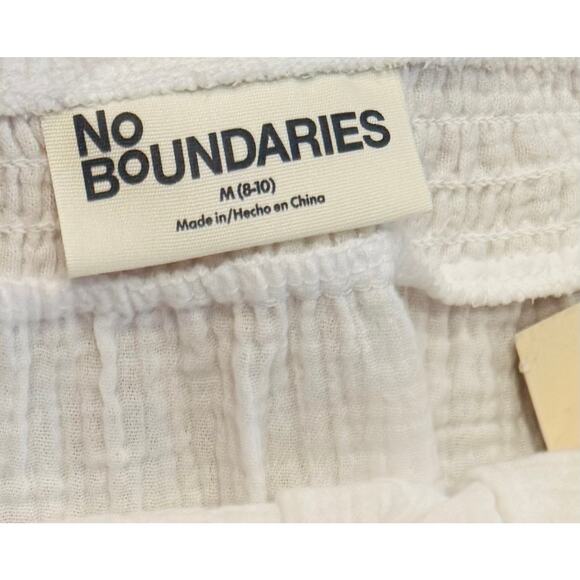 NO
BOUNDARIES
M (8-10)
Made in/Hecho en China